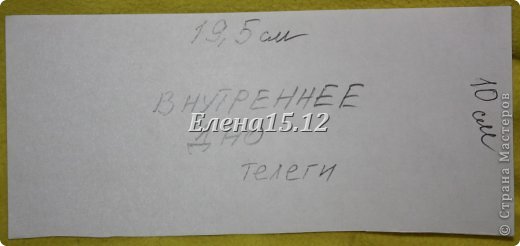 19,5 см
ВНУТРЕННЕЕ
ДНО
телеги
10 см
Елена15.12
© Страна Мастеров